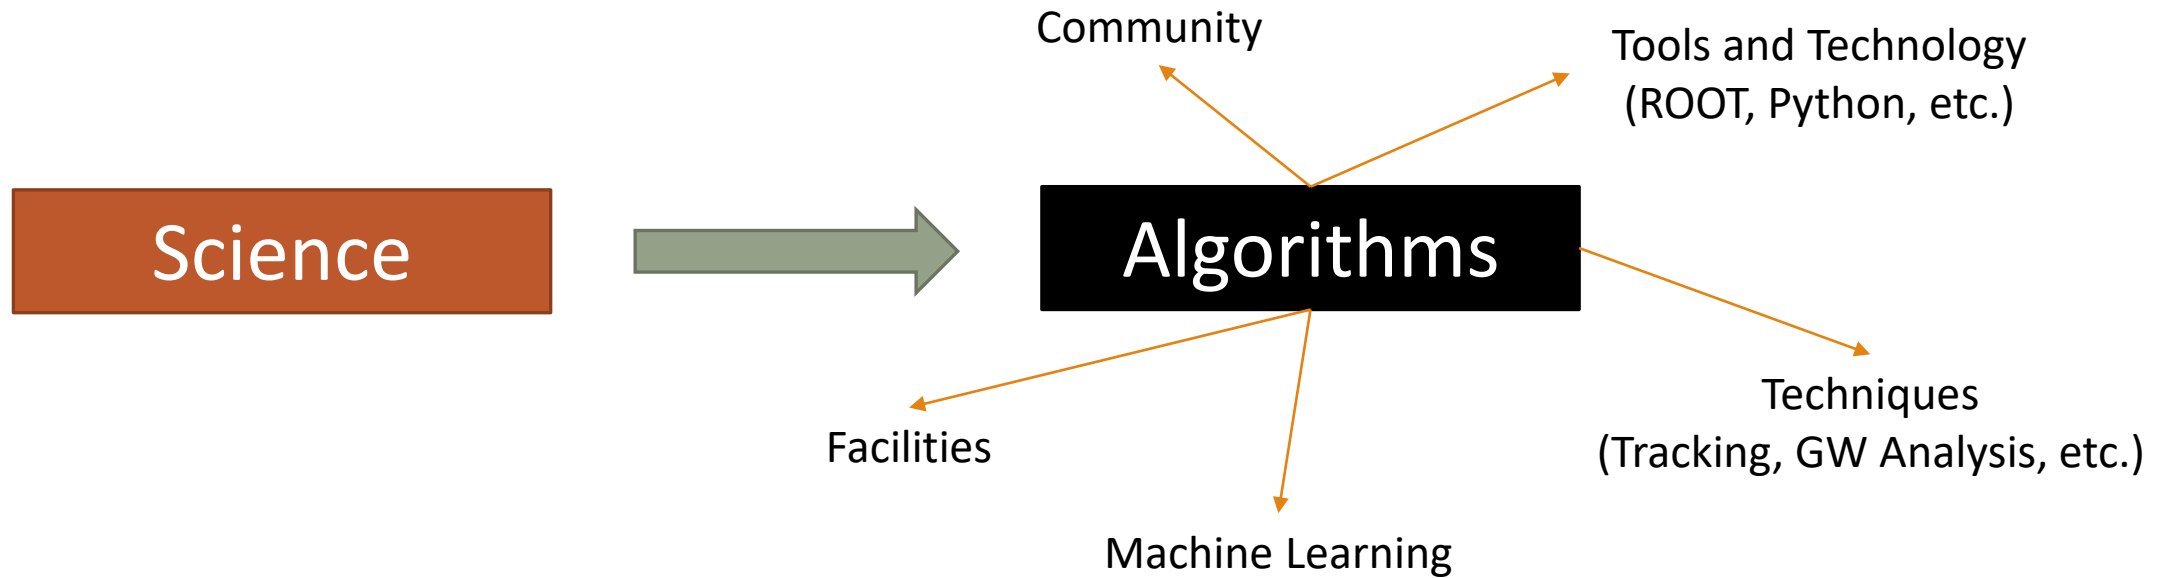 Community
Tools and Technology
(ROOT, Python, etc.)
Science
Algorithms
Techniques
(Tracking, GW Analysis, etc.)
Facilities
Machine Learning